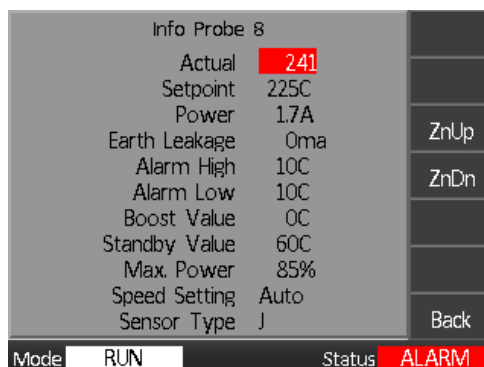 Info Probe 8
Actual 241
Setpoint 225C
Power 1.7A
Earth Leakage 0ma
Alarm High 10C
Alarm Low 10C
Boost Value 0C
Standby Value 60C
Max. Power 85%
Speed Setting Auto
Sensor Type J
ZnUp
ZnDn
Back
Mode RUN Status ALARM